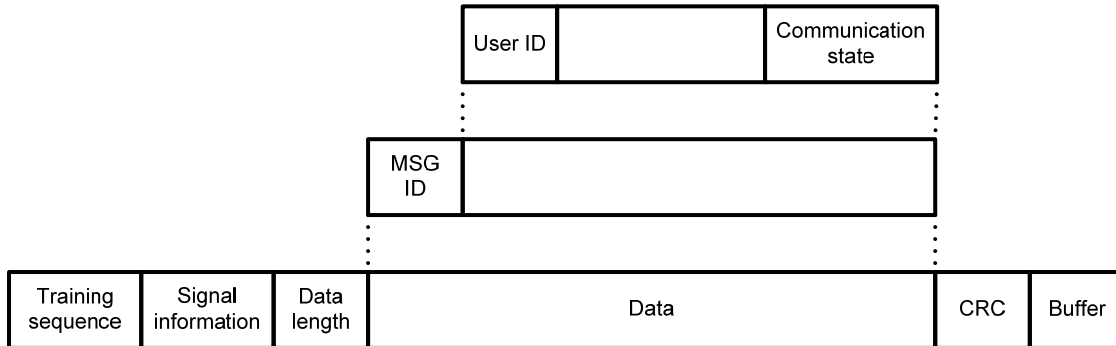 User ID
Communication
state
MSG
ID
Training
sequence
Signal
information
Data
length
Data
CRC
Buffer